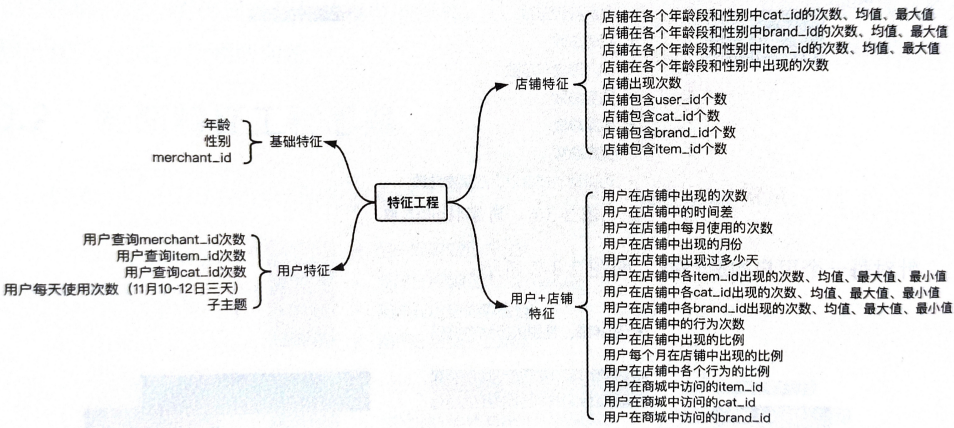 特征工程
基础特征
年龄
性别
merchant_id
用户特征
用户查询merchant_id次数
用户查询item_id次数
用户查询cat_id次数
用户每天使用次数（11月10~12日三天）
子主题
店铺特征
店铺在各个年龄段和性别中cat_id的次数、均值、最大值
店铺在各个年龄段和性别中brand_id的次数、均值、最大值
店铺在各个年龄段和性别中item_id的次数、均值、最大值
店铺在各个年龄段和性别中出现的次数
店铺出现次数
店铺包含user_id个数
店铺包含cat_id个数
店铺包含brand_id个数
店铺包含item_id个数
用户+店铺
特征
用户在店铺中出现的次数
用户在店铺中的时间差
用户在店铺中每月使用的次数
用户在店铺中出现的月份
用户在店铺中出现过多少天
用户在店铺中各item_id出现的次数、均值、最大值、最小值
用户在店铺中各cat_id出现的次数、均值、最大值、最小值
用户在店铺中各brand_id出现的次数、均值、最大值、最小值
用户在店铺中的行为次数
用户在店铺中出现的比例
用户每个月在店铺中出现的比例
用户在店铺中各个行为的比例
用户在商城中访问的item_id
用户在商城中访问的cat_id
用户在商城中访问的brand_id